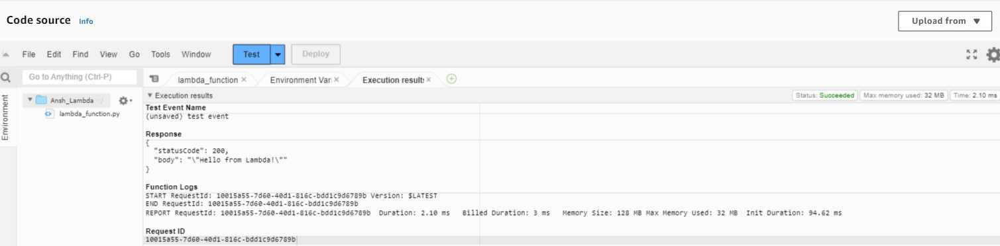 Code source Info
Upload from ▼
File Edit Find View Go Tools Window Test Deploy
Go to Anything (Ctrl-P)
lambda_function × Environment Vari × Execution results ×
Environment
Ansh_Lambda - /
lambda_function.py
▼ Execution results
Status: Succeeded Max memory used: 32 MB Time: 2.10 ms
Test Event Name
(unsaved) test event
Response
{
"statusCode": 200,
"body": "\"Hello from Lambda!\""
}
Function Logs
START RequestId: 10015a55-7d60-40d1-816c-bdd1c9d6789b Version: $LATEST
END RequestId: 10015a55-7d60-40d1-816c-bdd1c9d6789b
REPORT RequestId: 10015a55-7d60-40d1-816c-bdd1c9d6789b Duration: 2.10 ms Billed Duration: 3 ms Memory Size: 128 MB Max Memory Used: 32 MB Init Duration: 94.62 ms
Request ID
10015a55-7d60-40d1-816c-bdd1c9d6789b